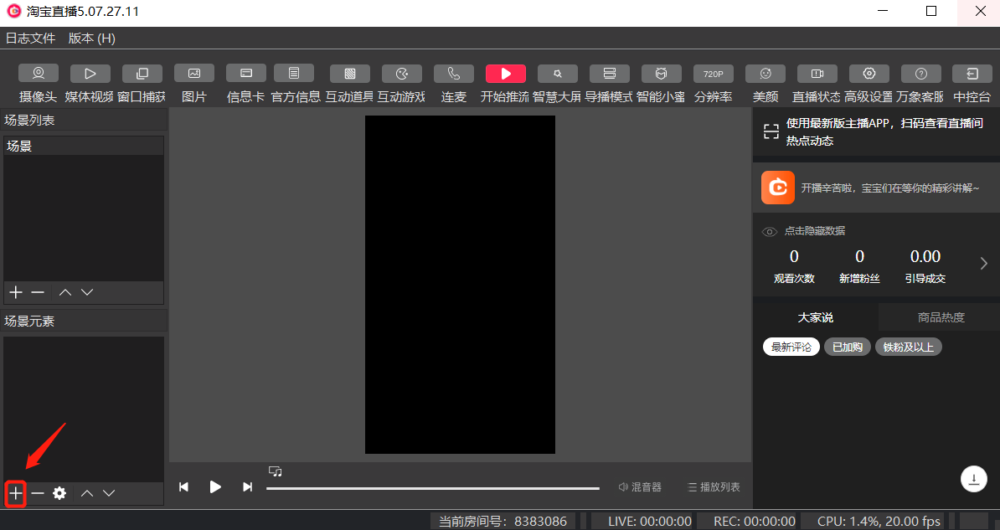 淘宝直播5.07.27.11
日志文件 版本 (H)
720P
摄像头 媒体视频 窗口捕获 图片 信息卡 官方信息 互动道具 互动游戏 连麦 开始推流 智慧大屏 导播模式 智能小蜜 分辨率 美颜 直播状态 高级设置 万象客服 中控台
场景列表
场景
场景元素
使用最新版主播APP，扫码查看直播间
热点动态
开播辛苦啦，宝宝们在等你的精彩讲解~
点击隐藏数据
0 0 0.00
观看次数 新增粉丝 引导成交
大家说 商品热度
最新评论 已加购 铁粉及以上
混音器 播放列表
当前房间号：8383086 LIVE: 00:00:00 REC: 00:00:00 CPU: 1.4%, 20.00 fps